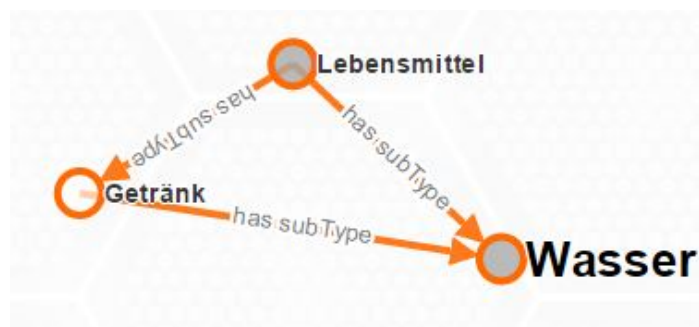 Lebensmittel
has subType
has subType
Getränk
has subType
Wasser